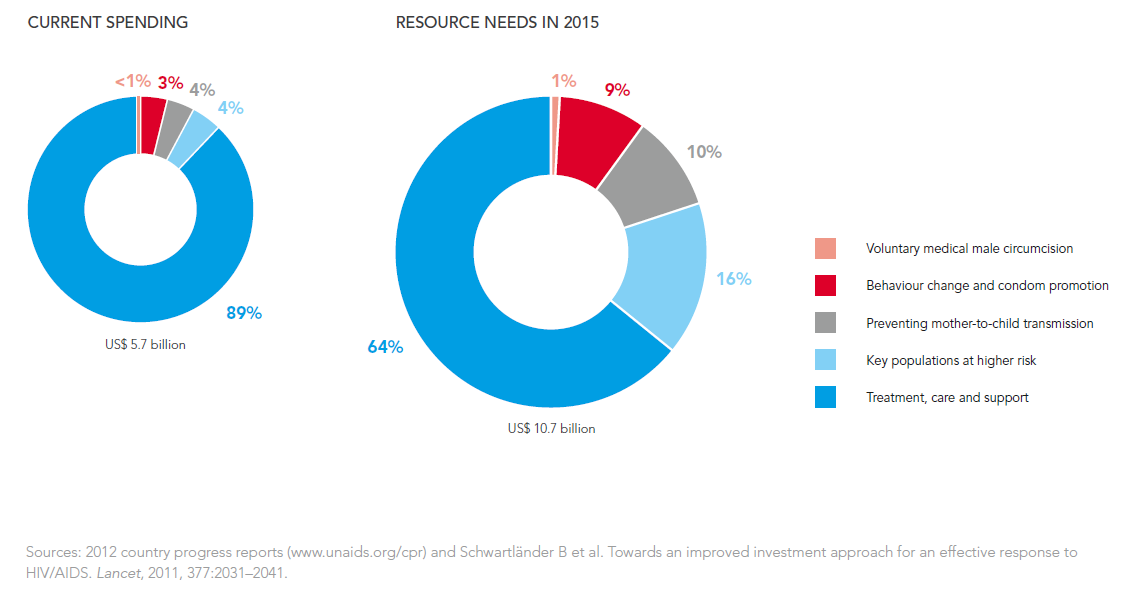 CURRENT SPENDING
<1% 3% 4%
4%
89%
US$ 5.7 billion
RESOURCE NEEDS IN 2015
1%
9%
10%
16%
64%
US$ 10.7 billion
Voluntary medical male circumcision
Behaviour change and condom promotion
Preventing mother-to-child transmission
Key populations at higher risk
Treatment, care and support
Sources: 2012 country progress reports (www.unaids.org/cpr) and Schwartländer B et al. Towards an improved investment approach for an effective response to
HIV/AIDS. Lancet, 2011, 377:2031–2041.